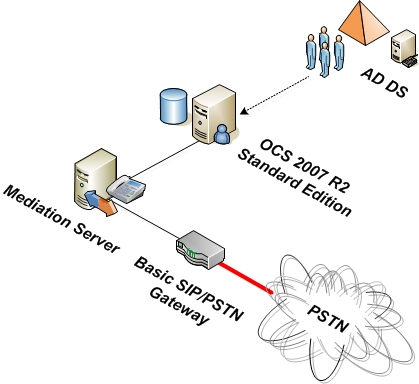 AD DS
OCS 2007 R2
Standard Edition
Mediation Server
Basic SIP/PSTN
Gateway
PSTN